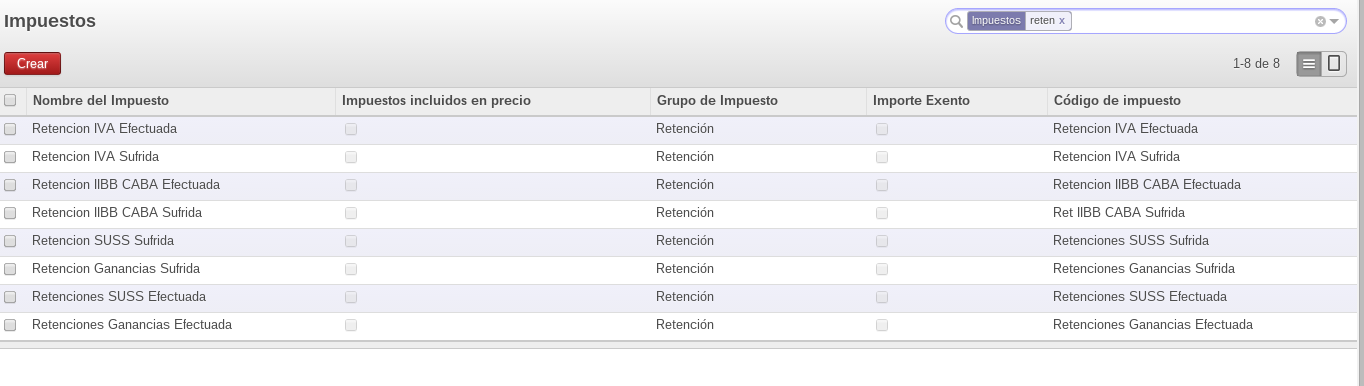 Impuestos
Impuestos reten x
Crear
1-8 de 8
Nombre del Impuesto Impuestos incluidos en precio Grupo de Impuesto Importe Exento Código de impuesto
Retencion IVA Efectuada Retención Retencion IVA Efectuada
Retencion IVA Sufrida Retención Retencion IVA Sufrida
Retencion IIBB CABA Efectuada Retención Retencion IIBB CABA Efectuada
Retencion IIBB CABA Sufrida Retención Ret IIBB CABA Sufrida
Retencion SUSS Sufrida Retención Retenciones SUSS Sufrida
Retencion Ganancias Sufrida Retención Retenciones Ganancias Sufrida
Retenciones SUSS Efectuada Retención Retenciones SUSS Efectuada
Retenciones Ganancias Efectuada Retención Retenciones Ganancias Efectuada